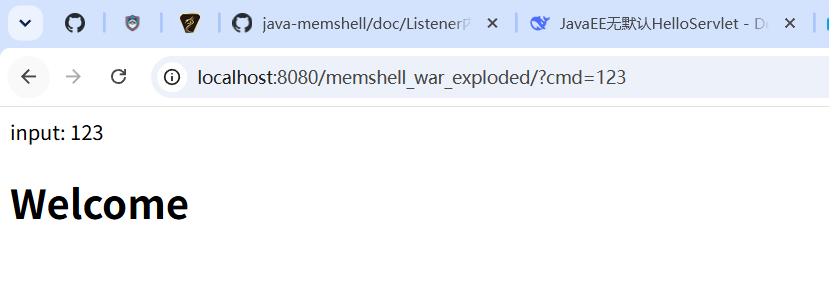 java-memshell/doc/Listener
JavaEE无默认HelloServlet - D
localhost:8080/memshell_war_exploded/?cmd=123
input: 123
Welcome